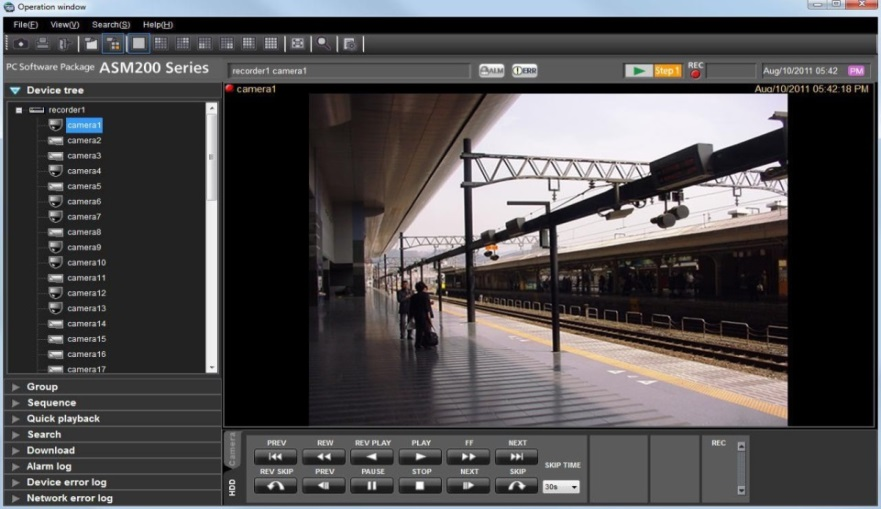 Operation window
File(F) View(V) Search(S) Help(H)
PC Software Package ASM200 Series
recorder1 camera1
ALM
ERR
Step 1
REC
Aug/10/2011 05:42 PM
Device tree
recorder1
camera1
camera2
camera3
camera4
camera5
camera6
camera7
camera8
camera9
camera10
camera11
camera12
camera13
camera14
camera15
camera16
camera17
Group
Sequence
Quick playback
Search
Download
Alarm log
Device error log
Network error log
camera1
Aug/10/2011 05:42:18 PM
Camera
HDD
PREV REW REV PLAY PLAY FF NEXT
REV SKIP PREV PAUSE STOP NEXT SKIP
SKIP TIME
30s
REC